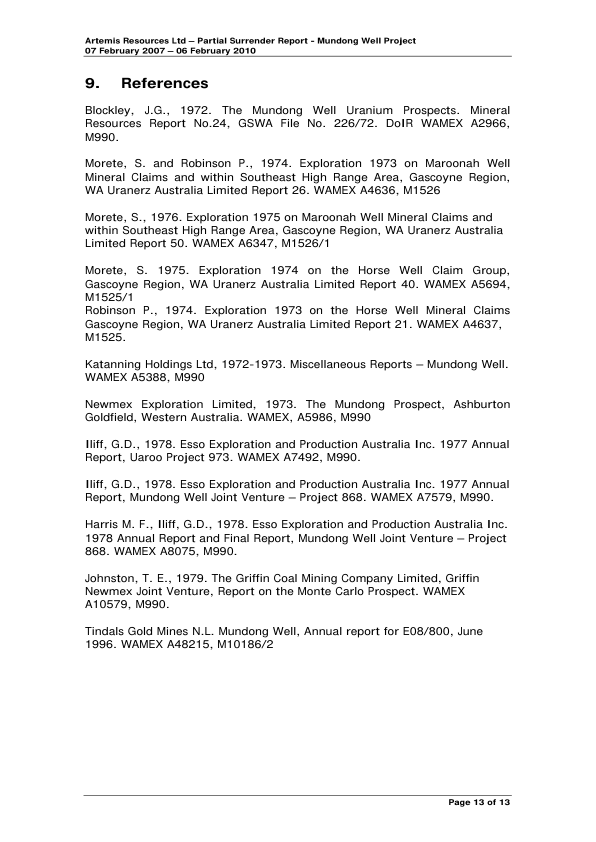 Artemis Resources Ltd – Partial Surrender Report - Mundong Well Project
07 February 2007 – 06 February 2010
9. References
Blockley, J.G., 1972. The Mundong Well Uranium Prospects. Mineral
Resources Report No.24, GSWA File No. 226/72. DoIR WAMEX A2966,
M990.
Morete, S. and Robinson P., 1974. Exploration 1973 on Maroonah Well
Mineral Claims and within Southeast High Range Area, Gascoyne Region,
WA Uranerz Australia Limited Report 26. WAMEX A4636, M1526
Morete, S., 1976. Exploration 1975 on Maroonah Well Mineral Claims and
within Southeast High Range Area, Gascoyne Region, WA Uranerz Australia
Limited Report 50. WAMEX A6347, M1526/1
Morete, S. 1975. Exploration 1974 on the Horse Well Claim Group,
Gascoyne Region, WA Uranerz Australia Limited Report 40. WAMEX A5694,
M1525/1
Robinson P., 1974. Exploration 1973 on the Horse Well Mineral Claims
Gascoyne Region, WA Uranerz Australia Limited Report 21. WAMEX A4637,
M1525.
Katanning Holdings Ltd, 1972-1973. Miscellaneous Reports – Mundong Well.
WAMEX A5388, M990
Newmex Exploration Limited, 1973. The Mundong Prospect, Ashburton
Goldfield, Western Australia. WAMEX, A5986, M990
Iliff, G.D., 1978. Esso Exploration and Production Australia Inc. 1977 Annual
Report, Uaroo Project 973. WAMEX A7492, M990.
Iliff, G.D., 1978. Esso Exploration and Production Australia Inc. 1977 Annual
Report, Mundong Well Joint Venture – Project 868. WAMEX A7579, M990.
Harris M. F., Iliff, G.D., 1978. Esso Exploration and Production Australia Inc.
1978 Annual Report and Final Report, Mundong Well Joint Venture – Project
868. WAMEX A8075, M990.
Johnston, T. E., 1979. The Griffin Coal Mining Company Limited, Griffin
Newmex Joint Venture, Report on the Monte Carlo Prospect. WAMEX
A10579, M990.
Tindals Gold Mines N.L. Mundong Well, Annual report for E08/800, June
1996. WAMEX A48215, M10186/2
Page 13 of 13